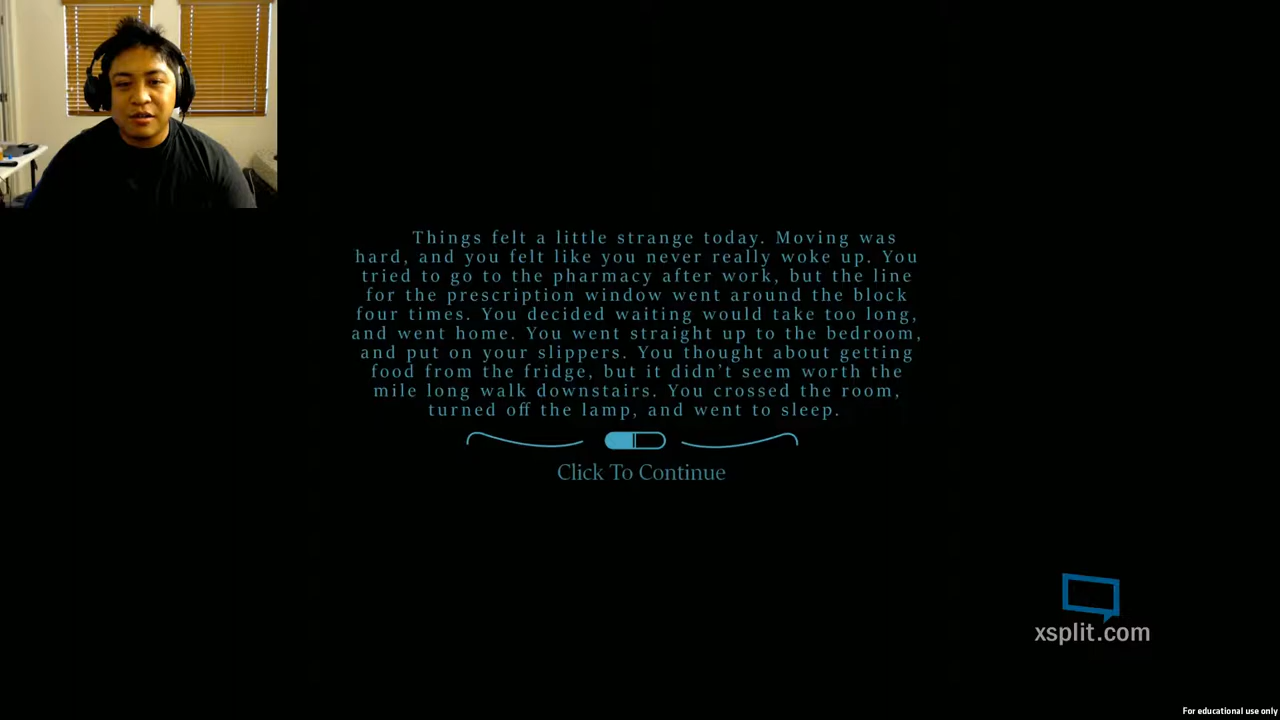 Things felt a little strange today. Moving was
hard, and you felt like you never really woke up. You
tried to go to the pharmacy after work, but the line
for the prescription window went around the block
four times. You decided waiting would take too long,
and went home. You went straight up to the bedroom,
and put on your slippers. You thought about getting
food from the fridge, but it didn’t seem worth the
mile long walk downstairs. You crossed the room,
turned off the lamp, and went to sleep.
Click To Continue
xsplit.com
For educational use only